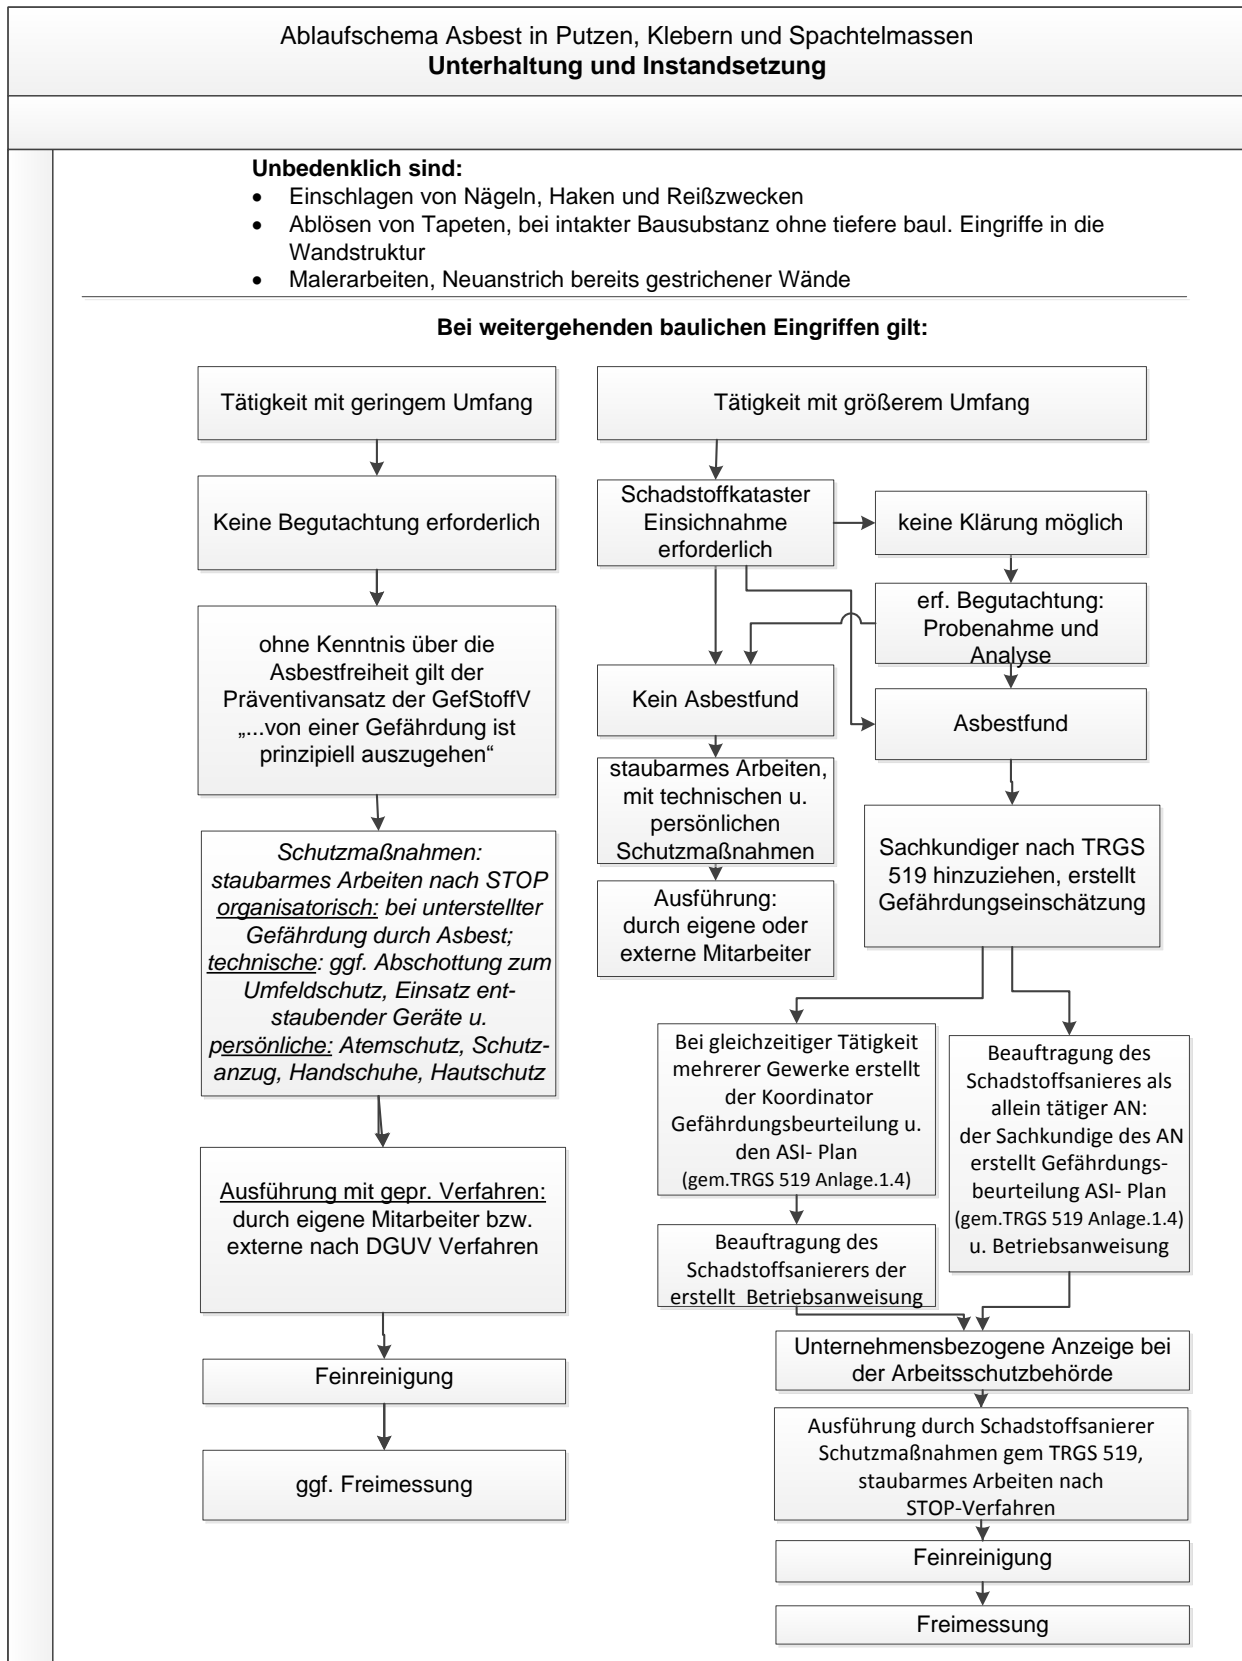 Ablaufschema Asbest in Putzen, Klebern und Spachtelmassen
Unterhaltung und Instandsetzung
Unbedenklich sind:
• Einschlagen von Nägeln, Haken und Reißzwecken
• Ablösen von Tapeten, bei intakter Bausubstanz ohne tiefere baul. Eingriffe in die
Wandstruktur
• Malerarbeiten, Neuanstrich bereits gestrichener Wände
Bei weitergehenden baulichen Eingriffen gilt:
Tätigkeit mit geringem Umfang
Keine Begutachtung erforderlich
ohne Kenntnis über die
Asbestfreiheit gilt der
Präventivansatz der GefStoffV
„...von einer Gefährdung ist
prinzipiell auszugehen“
Schutzmaßnahmen:
staubarmes Arbeiten nach STOP
organisatorisch: bei unterstellter
Gefährdung durch Asbest;
technische: ggf. Abschottung zum
Umfeldschutz, Einsatz ent-
staubender Geräte u.
persönliche: Atemschutz, Schutz-
anzug, Handschuhe, Hautschutz
Ausführung mit gepr. Verfahren:
durch eigene Mitarbeiter bzw.
externe nach DGUV Verfahren
Feinreinigung
ggf. Freimessung
Tätigkeit mit größerem Umfang
Schadstoffkataster
Einsichnahme
erforderlich
keine Klärung möglich
erf. Begutachtung:
Probenahme und
Analyse
Kein Asbestfund
Asbestfund
staubarmes Arbeiten,
mit technischen u.
persönlichen
Schutzmaßnahmen
Ausführung:
durch eigene oder
externe Mitarbeiter
Sachkundiger nach TRGS
519 hinzuziehen, erstellt
Gefährdungseinschätzung
Bei gleichzeitiger Tätigkeit
mehrerer Gewerke erstellt
der Koordinator
Gefährdungsbeurteilung u.
den ASI- Plan
(gem.TRGS 519 Anlage.1.4)
Beauftragung des
Schadstoffsanierers der
erstellt Betriebsanweisung
Beauftragung des
Schadstoffsanieres als
allein tätiger AN:
der Sachkundige des AN
erstellt Gefährdungs-
beurteilung ASI- Plan
(gem.TRGS 519 Anlage.1.4)
u. Betriebsanweisung
Unternehmensbezogene Anzeige bei
der Arbeitsschutzbehörde
Ausführung durch Schadstoffsanierer
Schutzmaßnahmen gem TRGS 519,
staubarmes Arbeiten nach
STOP-Verfahren
Feinreinigung
Freimessung